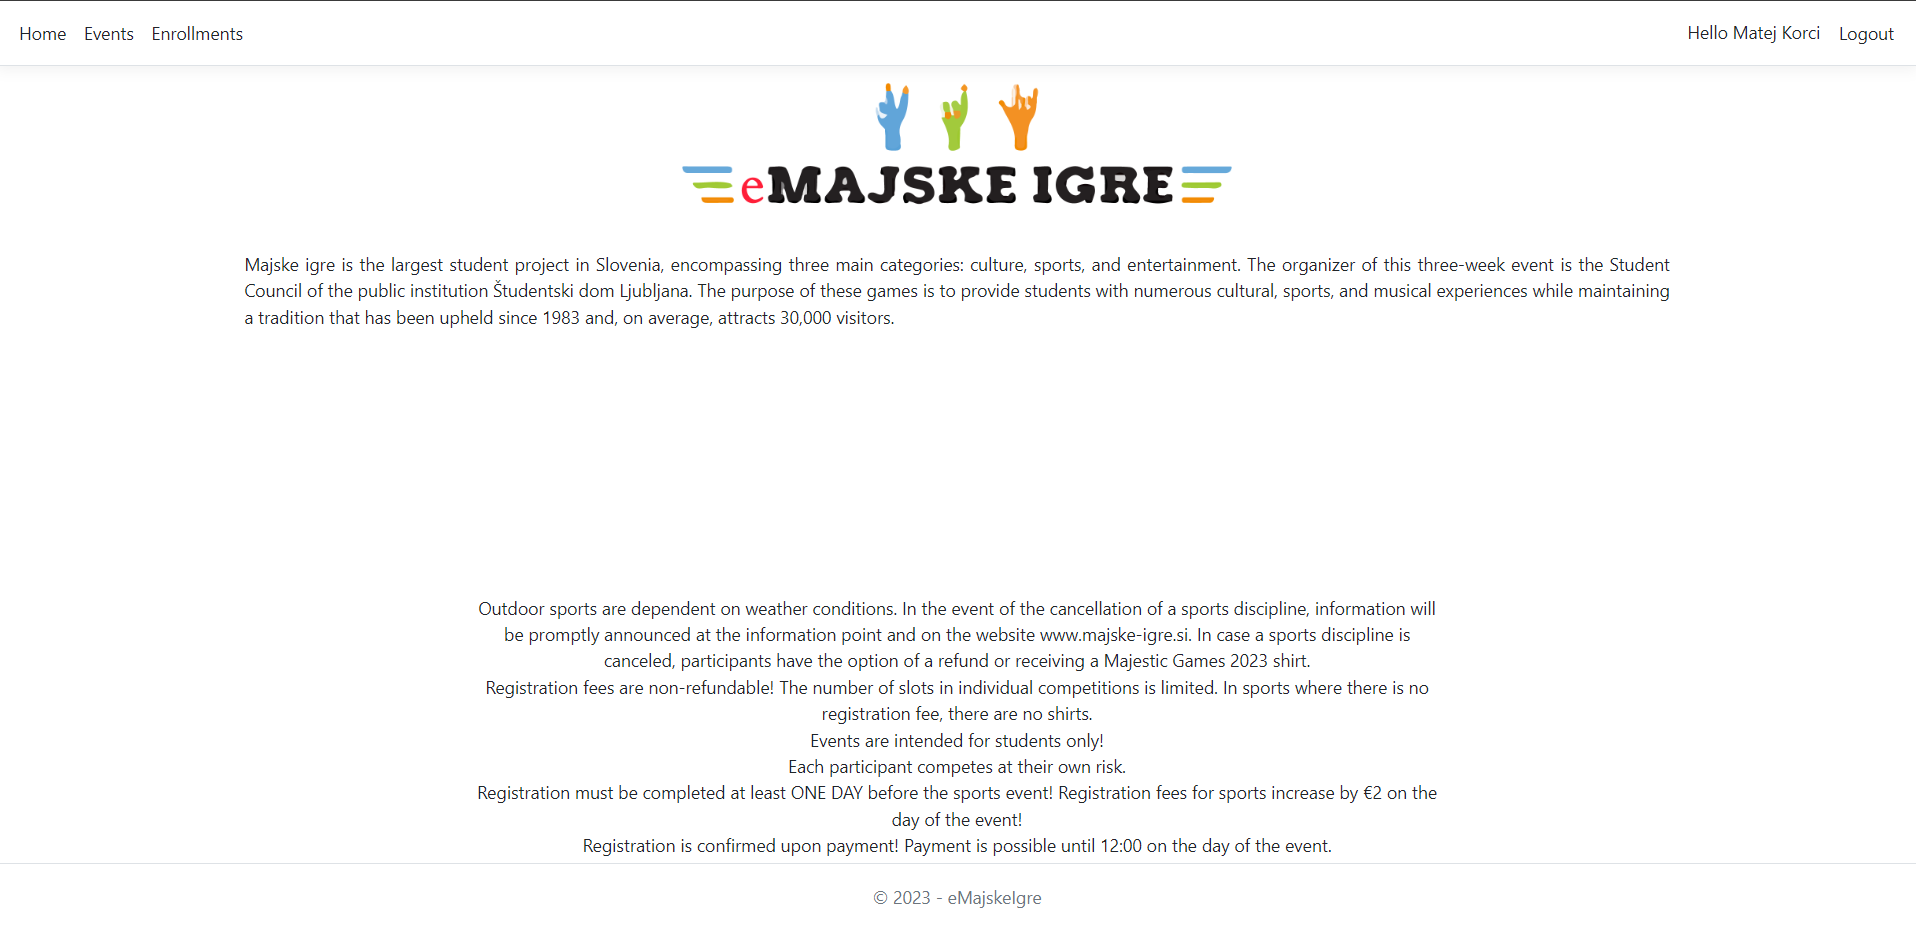 Home Events Enrollments Hello Matej Korci Logout
eMAJSKE IGRE
Majske igre is the largest student project in Slovenia, encompassing three main categories: culture, sports, and entertainment. The organizer of this three-week event is the Student
Council of the public institution Študentski dom Ljubljana. The purpose of these games is to provide students with numerous cultural, sports, and musical experiences while maintaining
a tradition that has been upheld since 1983 and, on average, attracts 30,000 visitors.
Outdoor sports are dependent on weather conditions. In the event of the cancellation of a sports discipline, information will
be promptly announced at the information point and on the website www.majske-igre.si. In case a sports discipline is
canceled, participants have the option of a refund or receiving a Majestic Games 2023 shirt.
Registration fees are non-refundable! The number of slots in individual competitions is limited. In sports where there is no
registration fee, there are no shirts.
Events are intended for students only!
Each participant competes at their own risk.
Registration must be completed at least ONE DAY before the sports event! Registration fees for sports increase by €2 on the
day of the event!
Registration is confirmed upon payment! Payment is possible until 12:00 on the day of the event.
© 2023 - eMajskeIgre